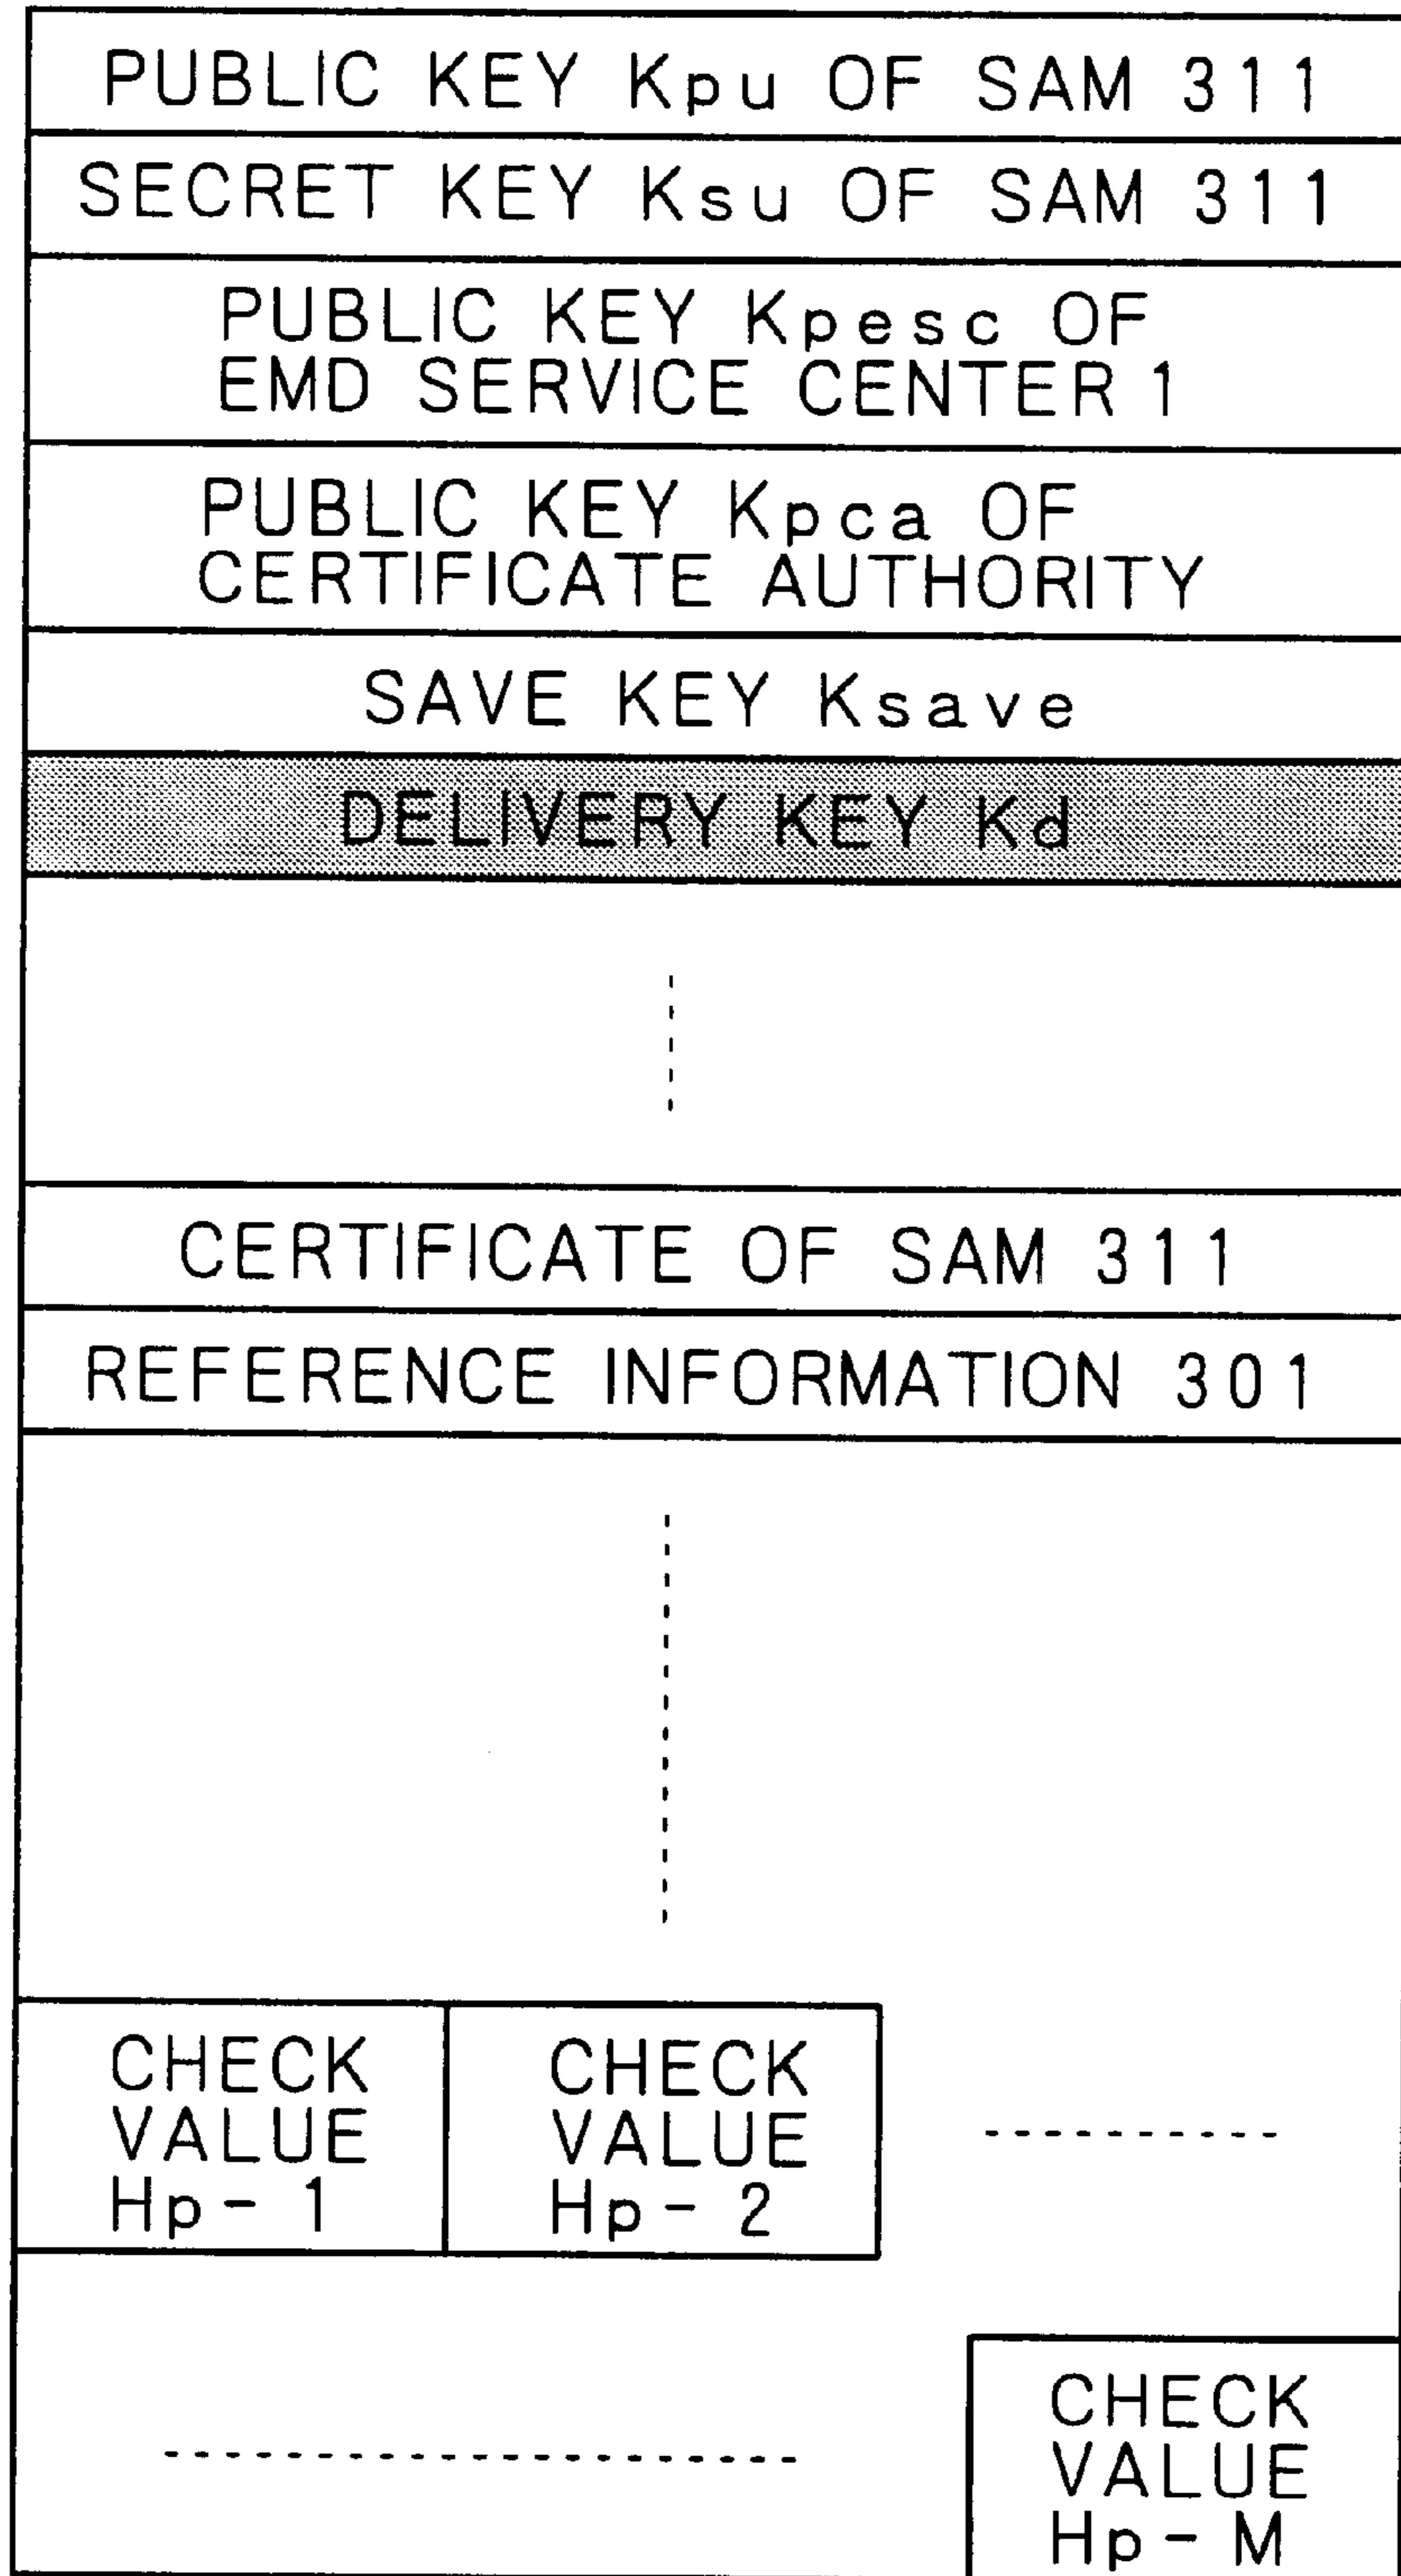 PUBLIC KEY Kpu OF SAM 311
SECRET KEY Ksu OF SAM 311
PUBLIC KEY Kpesc OF
EMD SERVICE CENTER 1
PUBLIC KEY Kpca OF
CERTIFICATE AUTHORITY
SAVE KEY Ksave
DELIVERY KEY Kd
CERTIFICATE OF SAM 311
REFERENCE INFORMATION 301
CHECK
VALUE
Hp-1
CHECK
VALUE
Hp-2
CHECK
VALUE
Hp-M